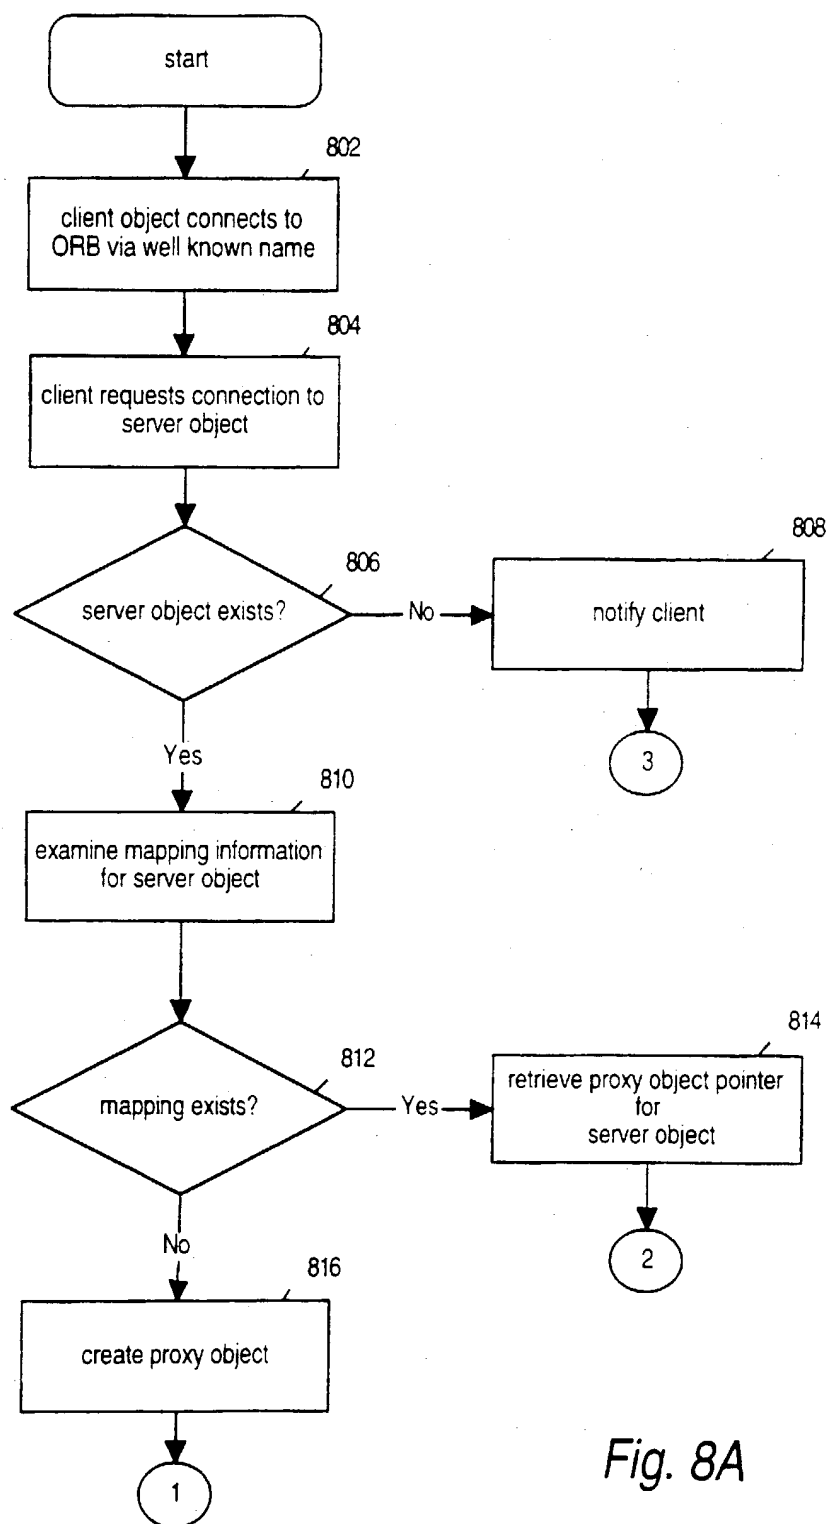 start
802
client object connects to
ORB via well known name
804
client requests connection to
server object
806
server object exists?
No
808
notify client
3
Yes
810
examine mapping information
for server object
812
mapping exists?
Yes
814
retrieve proxy object pointer
for
server object
2
No
816
create proxy object
1
Fig. 8A